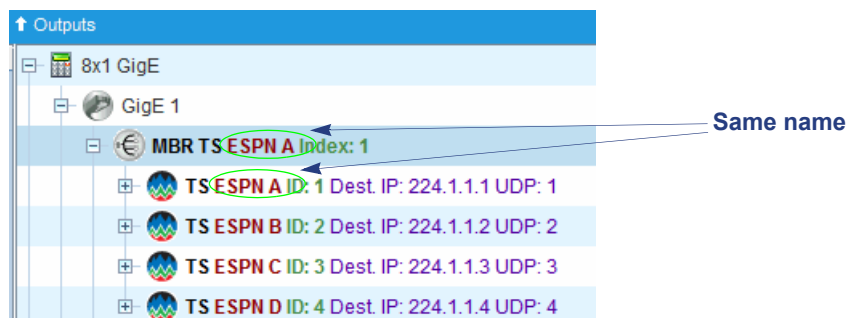 Outputs
8x1 GigE
GigE 1
MBR TS ESPN A Index: 1
Same name
TS ESPN A ID: 1 Dest. IP: 224.1.1.1 UDP: 1
TS ESPN B ID: 2 Dest. IP: 224.1.1.2 UDP: 2
TS ESPN C ID: 3 Dest. IP: 224.1.1.3 UDP: 3
TS ESPN D ID: 4 Dest. IP: 224.1.1.4 UDP: 4